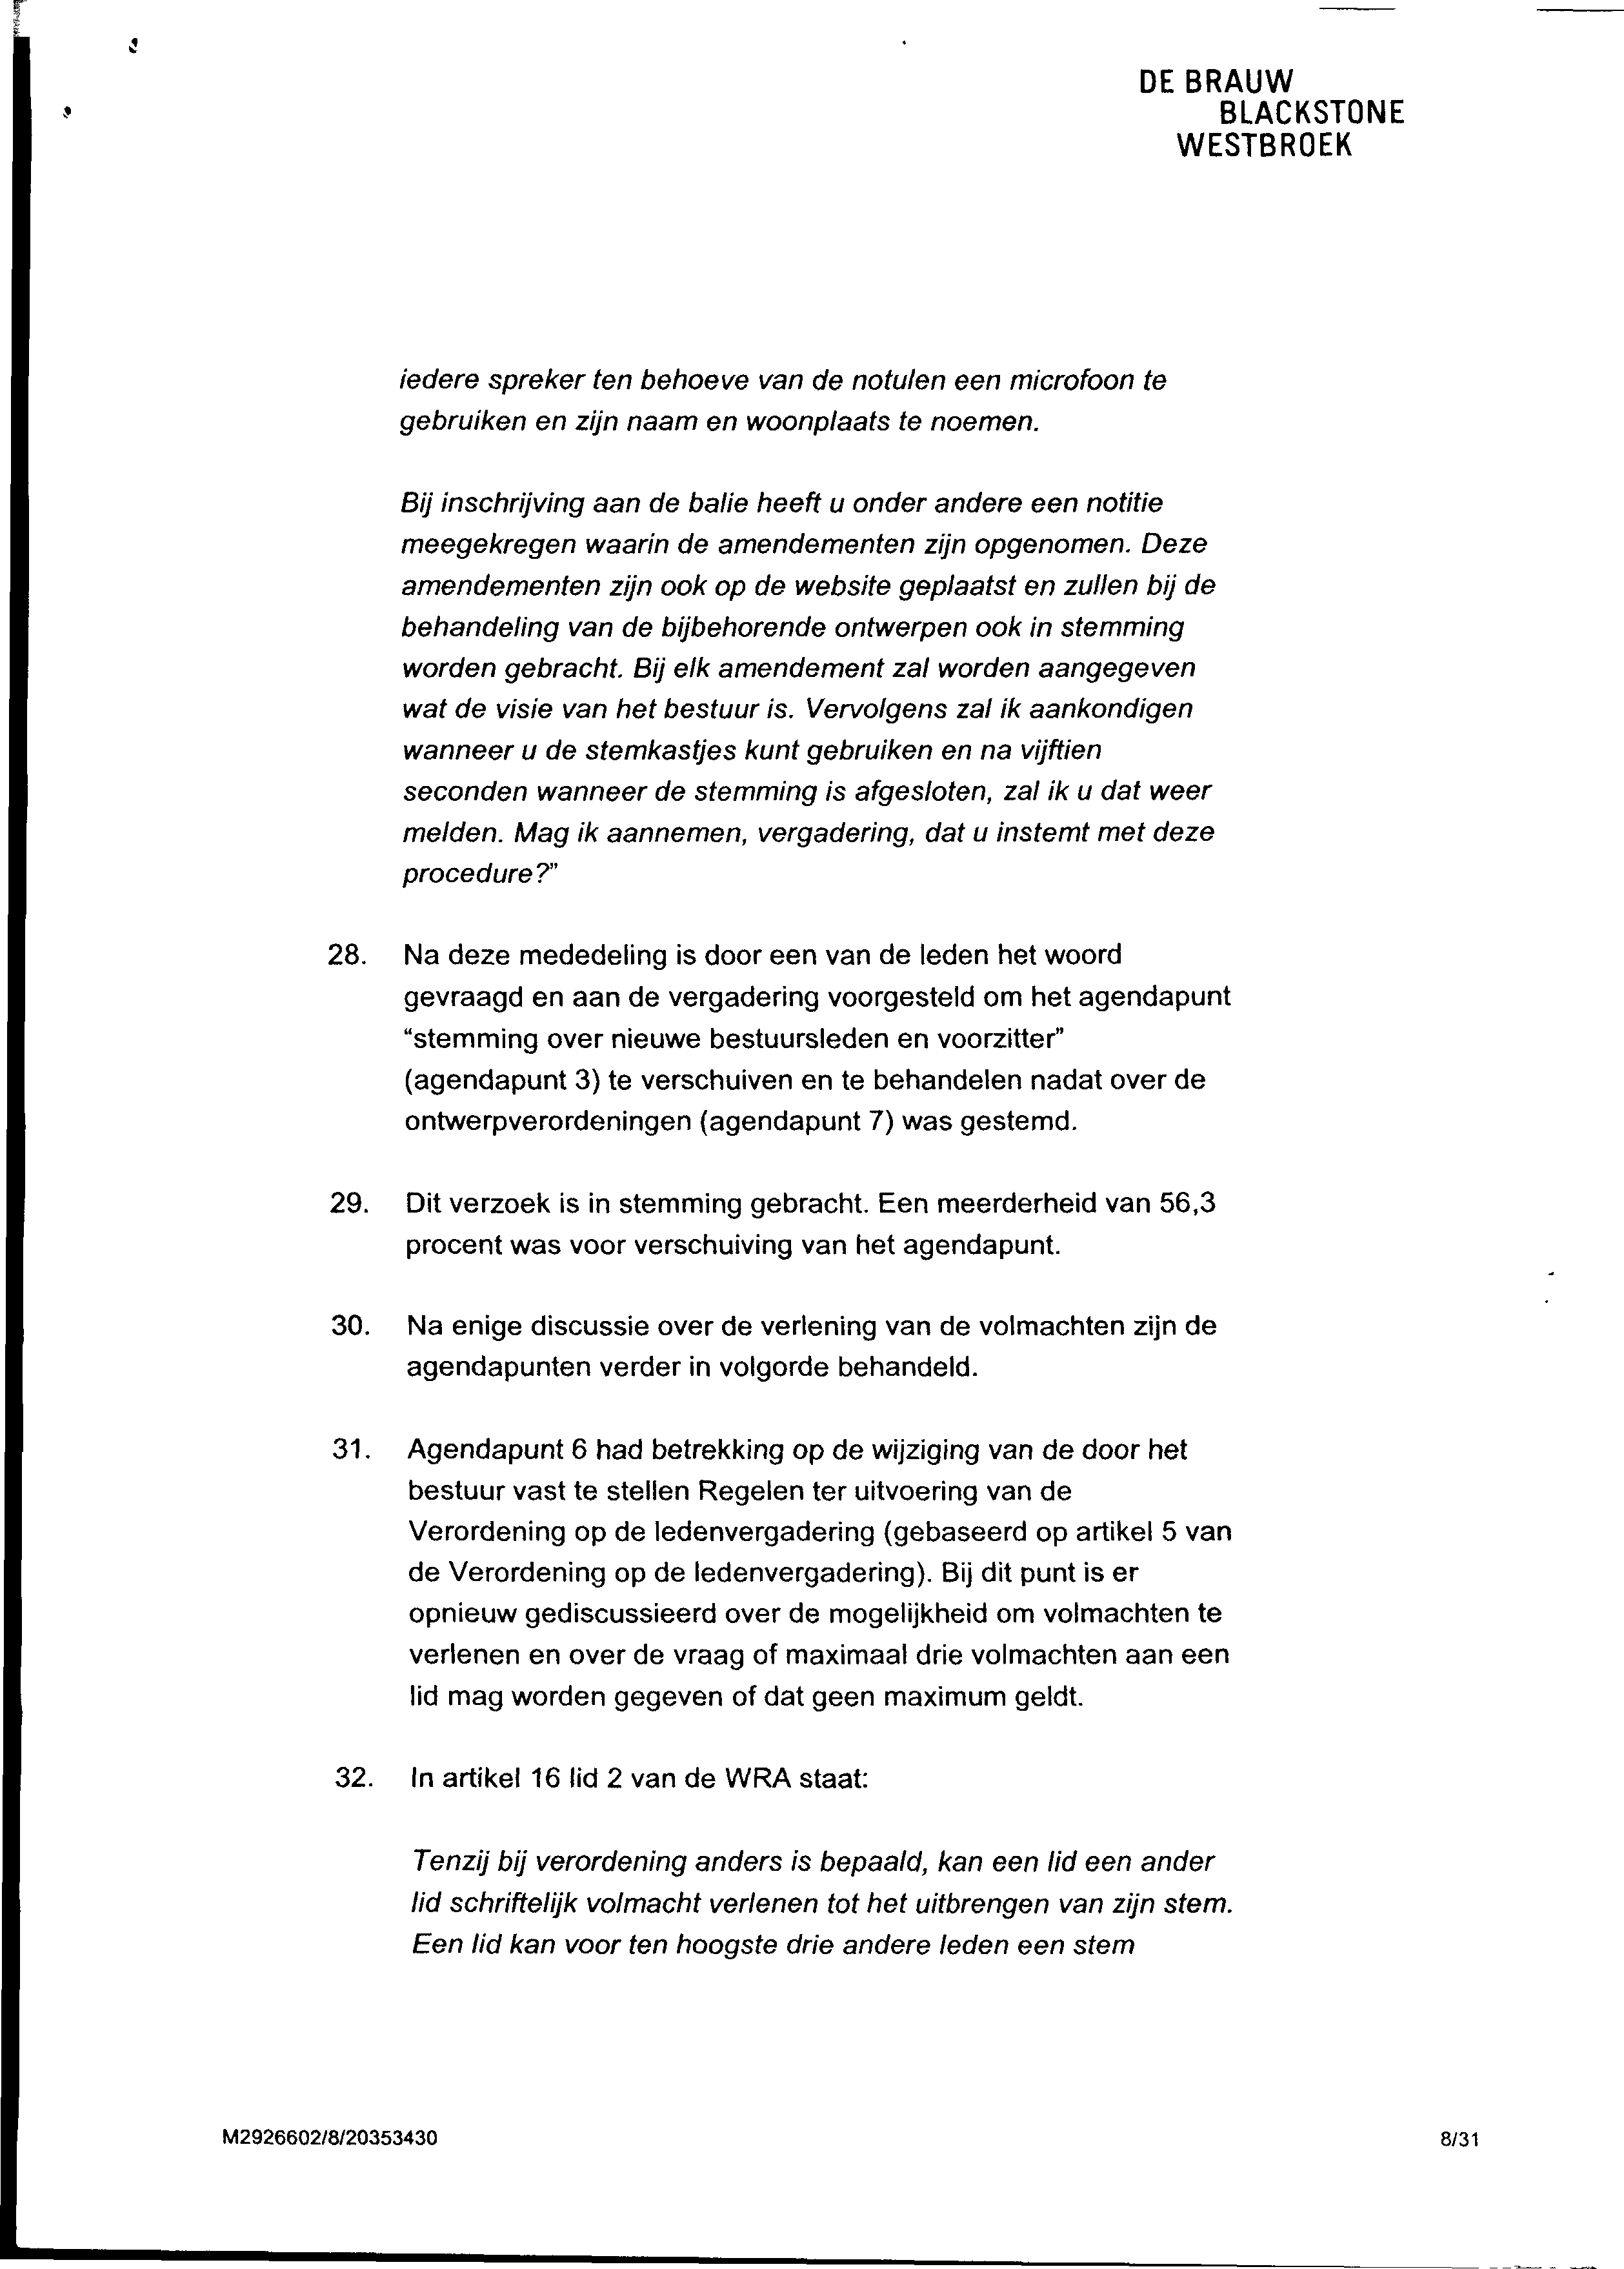 DE BRAUW
BLACKSTONE
WESTBROEK
iedere spreker ten behoeve van de notulen een microfoon te
gebruiken en zijn naam en woonplaats te noemen.
Bij inschrijving aan de balie heeft u onder andere een notitie
meegekregen waarin de amendementen zijn opgenomen. Deze
amendementen zijn ook op de website geplaatst en zullen bij de
behandeling van de bijbehorende ontwerpen ook in stemming
worden gebracht. Bij elk amendement zal worden aangegeven
wat de visie van het bestuur is. Vervolgens zal ik aankondigen
wanneer u de stemkastjes kunt gebruiken en na vijftien
seconden wanneer de stemming is afgesloten, zal ik u dat weer
melden. Mag ik aannemen, vergadering, dat u instemt met deze
procedure?”
28. Na deze mededeling is door een van de leden het woord
gevraagd en aan de vergadering voorgesteld om het agendapunt
“stemming over nieuwe bestuursleden en voorzitter”
(agendapunt 3) te verschuiven en te behandelen nadat over de
ontwerpverordeningen (agendapunt 7) was gestemd.
29. Dit verzoek is in stemming gebracht. Een meerderheid van 56,3
procent was voor verschuiving van het agendapunt.
30. Na enige discussie over de verlening van de volmachten zijn de
agendapunten verder in volgorde behandeld.
31. Agendapunt 6 had betrekking op de wijziging van de door het
bestuur vast te stellen Regelen ter uitvoering van de
Verordening op de ledenvergadering (gebaseerd op artikel 5 van
de Verordening op de ledenvergadering). Bij dit punt is er
opnieuw gediscussieerd over de mogelijkheid om volmachten te
verlenen en over de vraag of maximaal drie volmachten aan een
lid mag worden gegeven of dat geen maximum geldt.
32. In artikel 16 lid 2 van de WRA staat:
Tenzij bij verordening anders is bepaald, kan een lid een ander
lid schriftelijk volmacht verlenen tot het uitbrengen van zijn stem.
Een lid kan voor ten hoogste drie andere leden een stem
M2926602/8/20353430
8/31